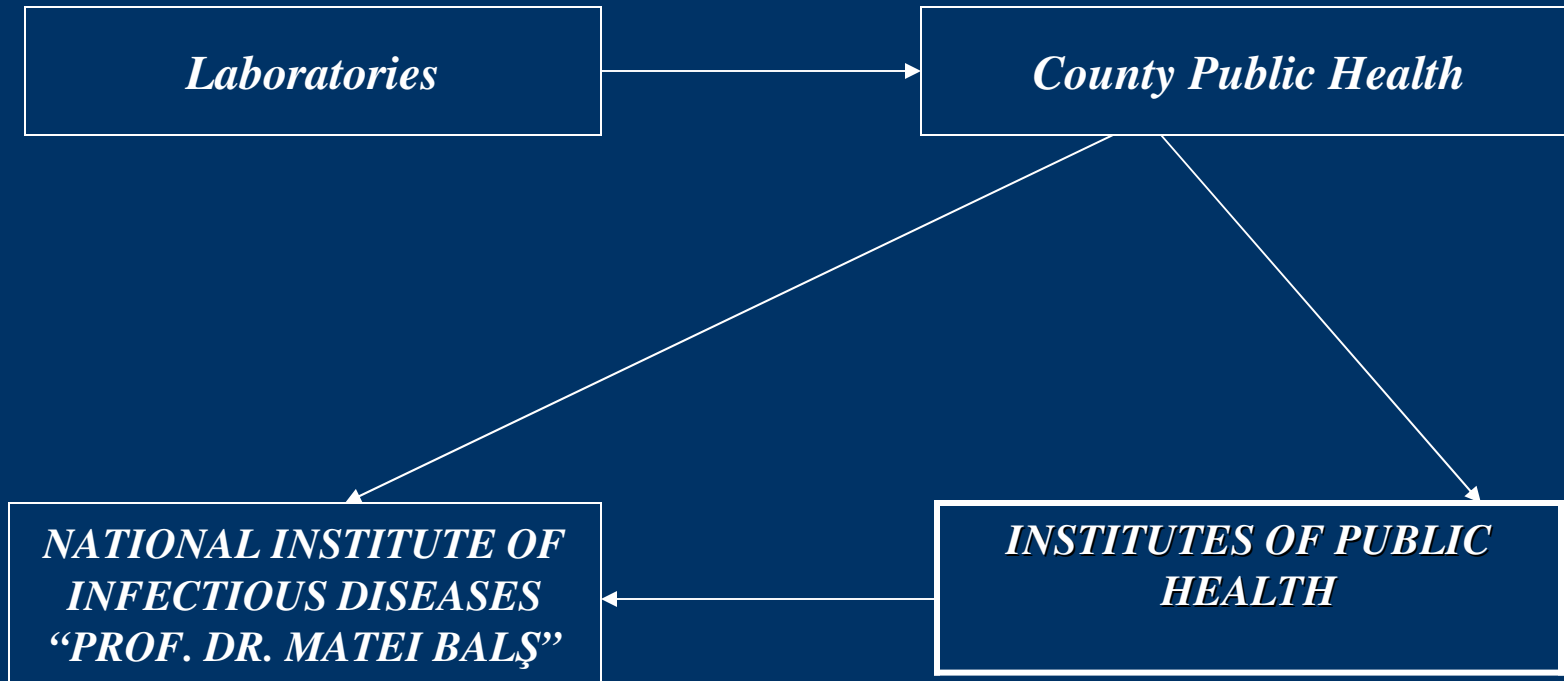 Laboratories
County Public Health
NATIONAL INSTITUTE OF
INFECTIOUS DISEASES
“PROF. DR. MATEI BALŞ”
INSTITUTES OF PUBLIC
HEALTH